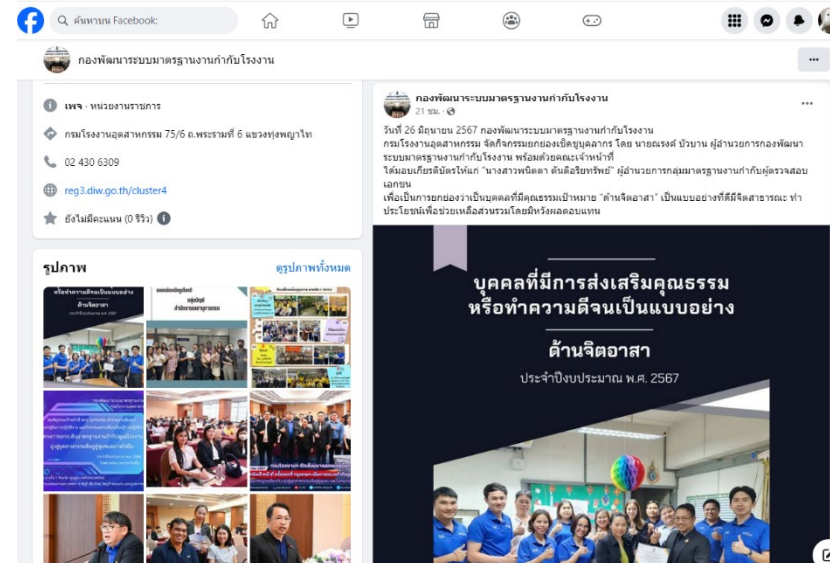 ค้นหาบน Facebook
กองพัฒนาระบบมาตรฐานงานกำกับโรงงาน
เพจ · หน่วยงานราชการ
กรมโรงงานอุตสาหกรรม 75/6 ถ.พระรามที่ 6 แขวงทุ่งพญาไท
02 430 6309
reg3.diw.go.th/cluster4
ยังไม่มีคะแนน (0 รีวิว)
รูปภาพ
ดูรูปภาพทั้งหมด
กองพัฒนาระบบมาตรฐานงานกำกับโรงงาน
21 ชม.
วันที่ 26 มิถุนายน 2567 กองพัฒนาระบบมาตรฐานงานกำกับโรงงาน
กรมโรงงานอุตสาหกรรม จัดกิจกรรมยกย่องเชิดชูบุคลากร โดย นายณรงค์ บัวบาน ผู้อำนวยการกองพัฒนา
ระบบมาตรฐานงานกำกับโรงงาน พร้อมด้วยคณะเจ้าหน้าที่
ได้มอบเกียรติบัตรให้แก่ "นางสาวพนิตตา ตันติอริยทรัพย์" ผู้อำนวยการกลุ่มมาตรฐานงานกำกับผู้ตรวจสอบ
เอกชน
เพื่อเป็นการยกย่องว่าเป็นบุคคลที่มีคุณธรรมเป้าหมาย "ด้านจิตอาสา" เป็นแบบอย่างที่ดีมีจิตสาธารณะ ทำ
ประโยชน์เพื่อช่วยเหลือส่วนรวมโดยมิหวังผลตอบแทน
บุคคลที่มีการส่งเสริมคุณธรรม
หรือทำความดีจนเป็นแบบอย่าง
ด้านจิตอาสา
ประจำปีงบประมาณ พ.ศ. 2567